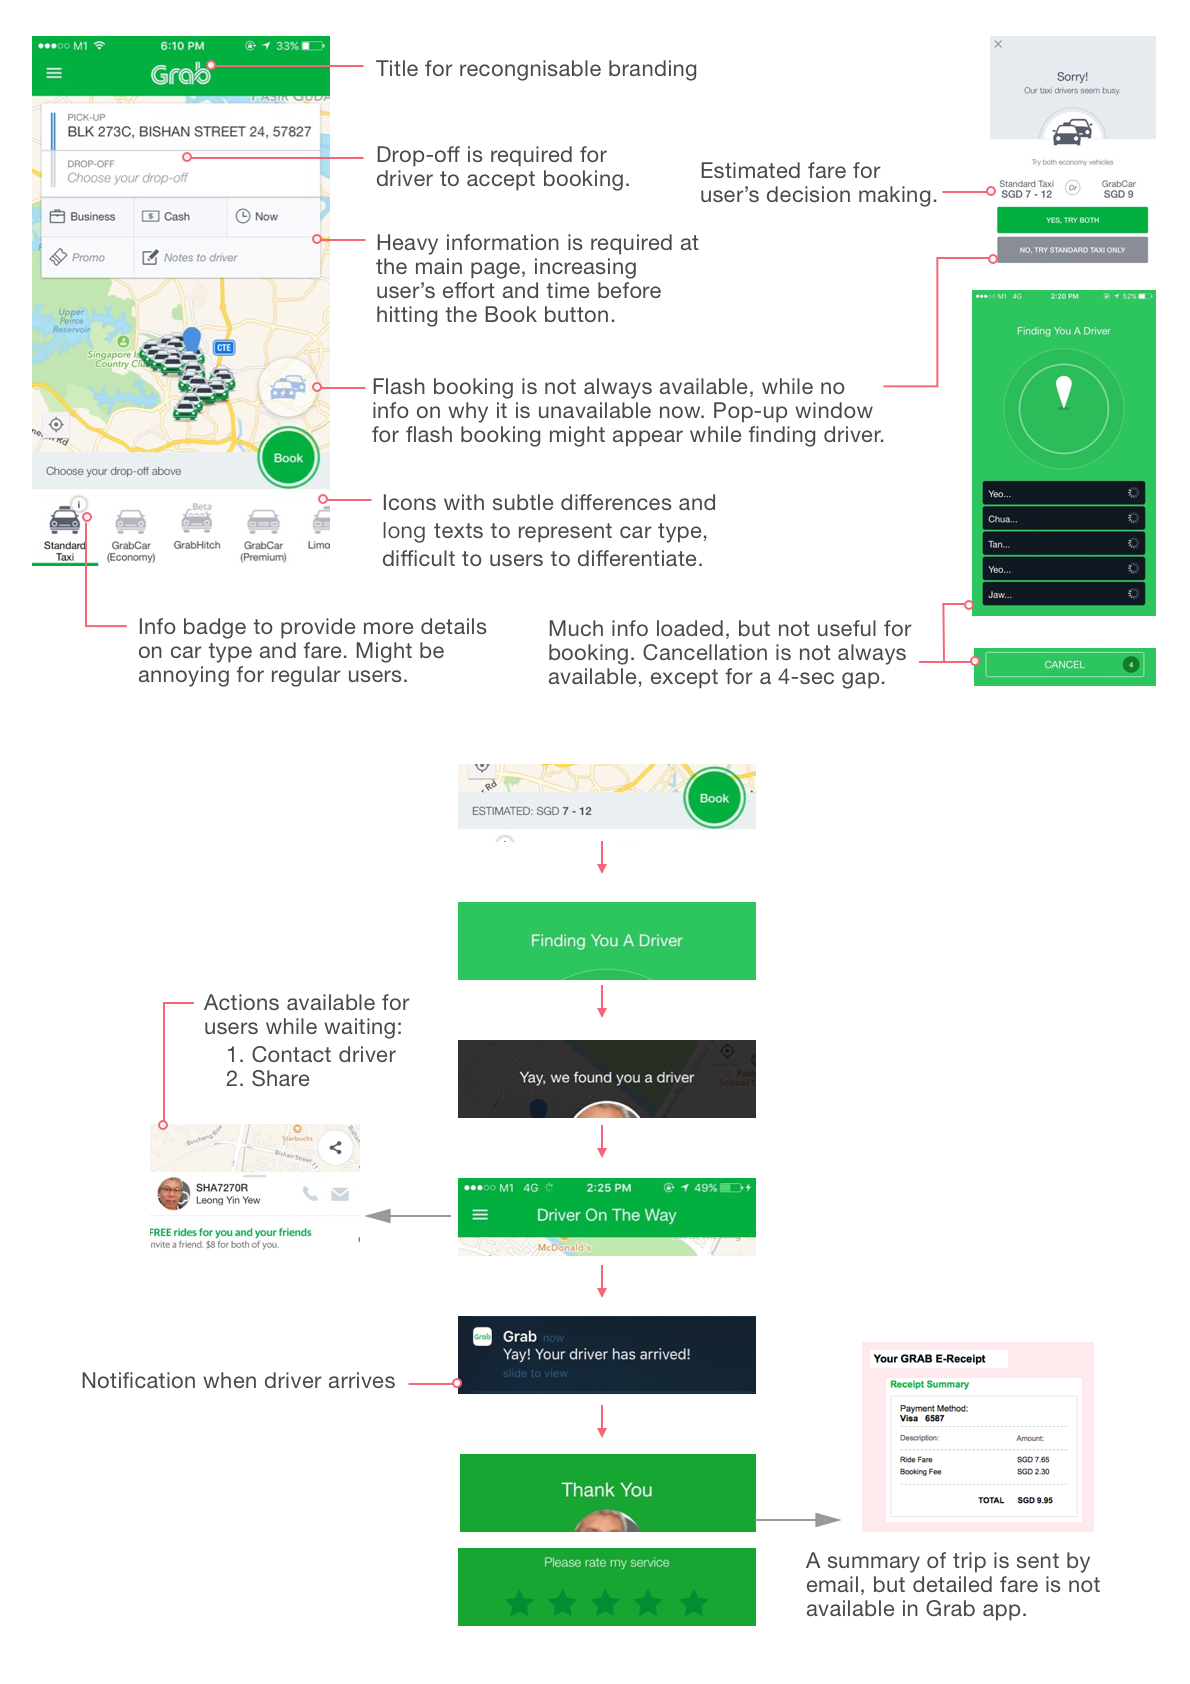 M1
6:10 PM
33%
Grab
Title for recongnisable branding
PICK-UP
BLK 273C, BISHAN STREET 24, 57827
DROP-OFF
Choose your drop-off
Drop-off is required for
driver to accept booking.
Business
Cash
Now
Promo
Notes to driver
Heavy information is required at
the main page, increasing
user's effort and time before
hitting the Book button.
Upper
Peirce
Reservoir
Singapore Is
Country Clu
CTE
Flash booking is not always available, while no
info on why it is unavailable now. Pop-up window
for flash booking might appear while finding driver.
Choose your drop-off above
Book
Standard
Taxi
GrabCar
(Economy)
Beta
GrabHitch
GrabCar
(Premium)
Limo
Icons with subtle differences and
long texts to represent car type,
difficult to users to differentiate.
Info badge to provide more details
on car type and fare. Might be
annoying for regular users.
Sorry!
Our taxi drivers seem busy.
Try both economy vehicles
Standard Taxi
SGD 7 - 12
Or
GrabCar
SGD 9
YES, TRY BOTH
NO, TRY STANDARD TAXI ONLY
Estimated fare for
user's decision making.
M1 4G
2:20 PM
52%
Finding You A Driver
Yeo...
Chua...
Tan...
Yeo...
Jaw...
CANCEL
4
Much info loaded, but not useful for
booking. Cancellation is not always
available, except for a 4-sec gap.
Rd
ESTIMATED: SGD 7 - 12
Book
Finding You A Driver
Yay, we found you a driver
Actions available for
users while waiting:
1. Contact driver
2. Share
Starbucks
Binchang Rise
Bishan Street 11
SHA7270R
Leong Yin Yew
FREE rides for you and your friends
nvite a friend. $8 for both of you.
M1 4G
2:25 PM
49%
Driver On The Way
McDonald's
Grab
Grab now
Yay! Your driver has arrived!
slide to view
Notification when driver arrives
Thank You
Please rate my service
Your GRAB E-Receipt
Receipt Summary
Payment Method:
Visa 6587
Description: Amount:
Ride Fare SGD 7.65
Booking Fee SGD 2.30
TOTAL SGD 9.95
A summary of trip is sent by
email, but detailed fare is not
available in Grab app.